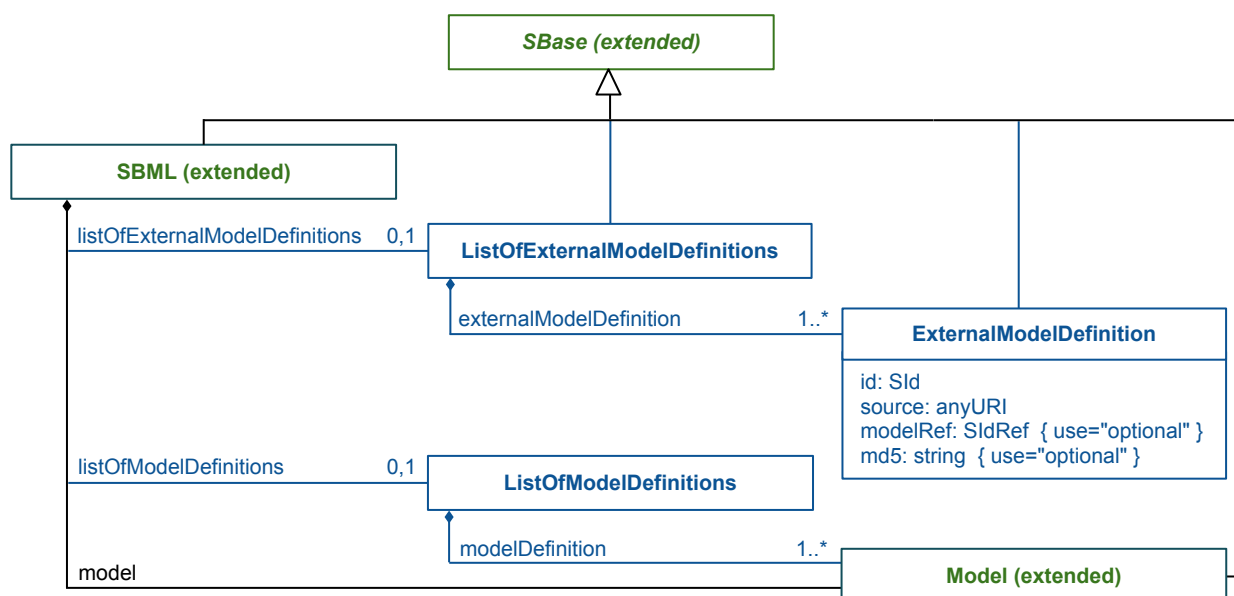 SBase (extended)
SBML (extended)
listOfExternalModelDefinitions 0,1
ListOfExternalModelDefinitions
externalModelDefinition 1..*
ExternalModelDefinition
id: SId
source: anyURI
modelRef: SIdRef { use="optional" }
md5: string { use="optional" }
listOfModelDefinitions 0,1
ListOfModelDefinitions
modelDefinition 1..*
model
Model (extended)